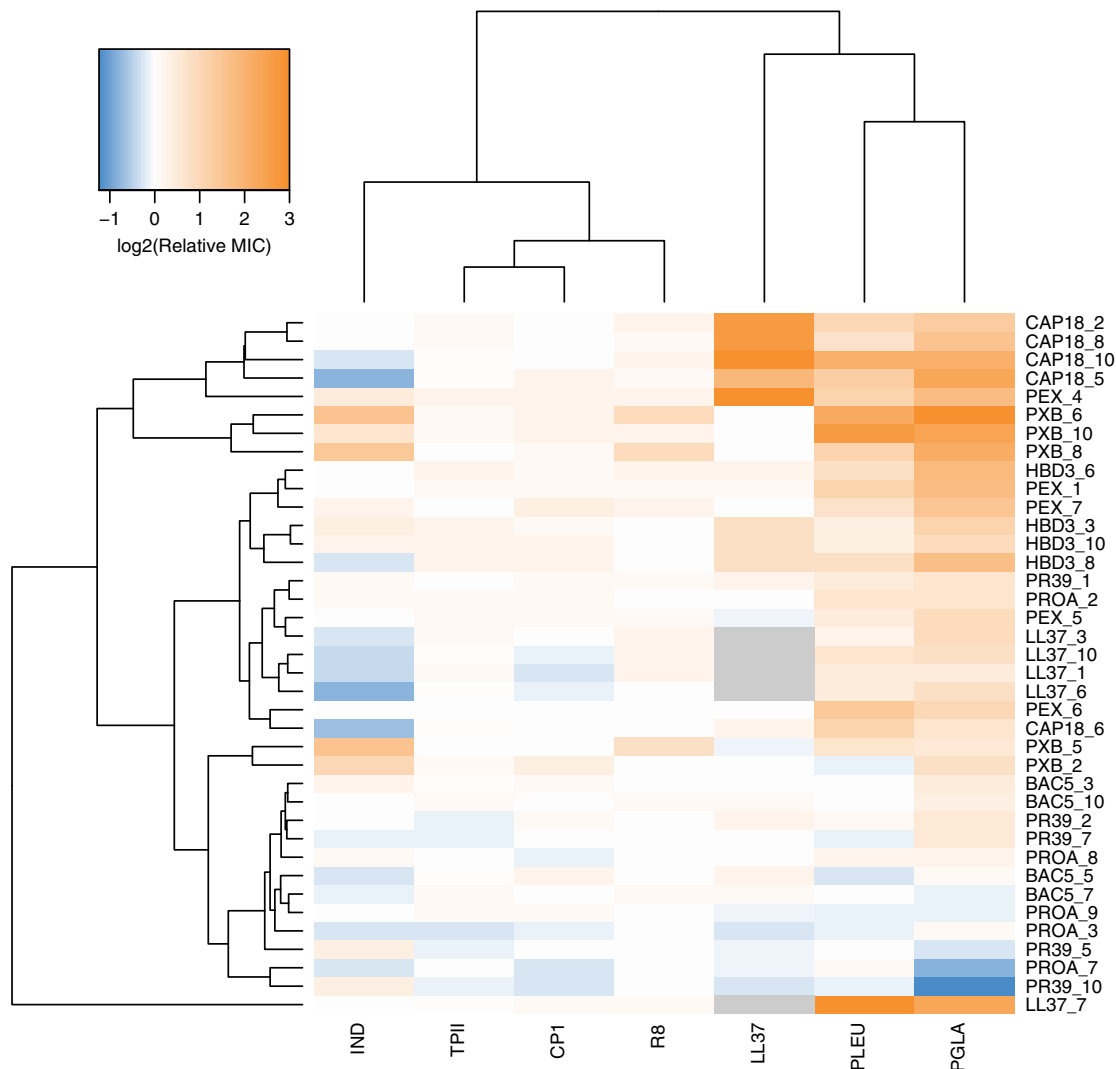 −1 0 1 2 3
log2(Relative MIC)
CAP18_2
CAP18_8
CAP18_10
CAP18_5
PEX_4
PXB_6
PXB_10
PXB_8
HBD3_6
PEX_1
PEX_7
HBD3_3
HBD3_10
HBD3_8
PR39_1
PROA_2
PEX_5
LL37_3
LL37_10
LL37_1
LL37_6
PEX_6
CAP18_6
PXB_5
PXB_2
BAC5_3
BAC5_10
PR39_2
PR39_7
PROA_8
BAC5_5
BAC5_7
PROA_9
PROA_3
PR39_5
PROA_7
PR39_10
LL37_7
IND
TPII
CP1
R8
LL37
PLEU
PGLA